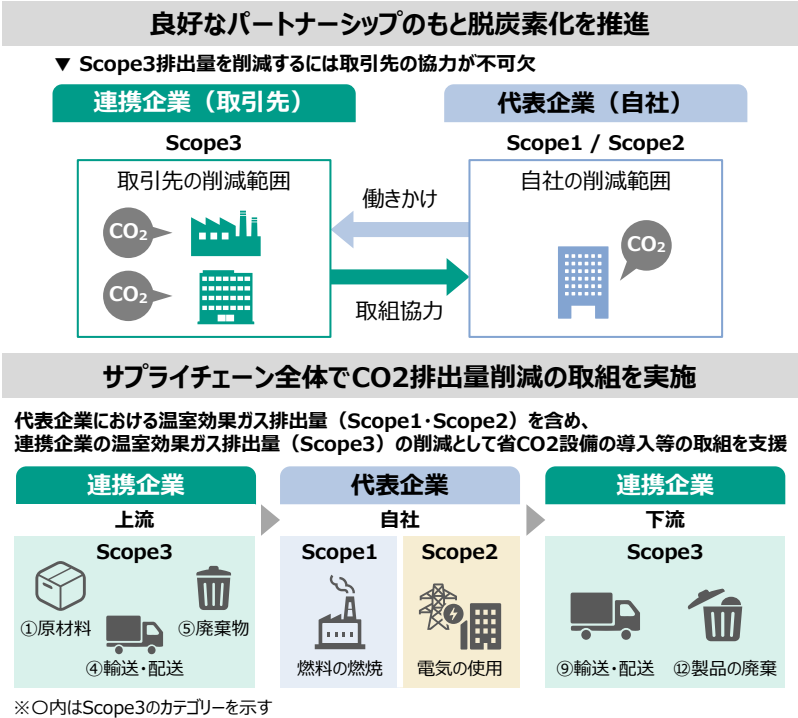 良好なパートナーシップのもと脱炭素化を推進
▼ Scope3排出量を削減するには取引先の協力が不可欠
連携企業（取引先）
代表企業（自社）
Scope3
Scope1 / Scope2
取引先の削減範囲
自社の削減範囲
働きかけ
CO2
CO2
CO2
取組協力
サプライチェーン全体でCO2排出量削減の取組を実施
代表企業における温室効果ガス排出量（Scope1･Scope2）を含め、
連携企業の温室効果ガス排出量（Scope3）の削減として省CO2設備の導入等の取組を支援
連携企業
代表企業
連携企業
上流
自社
下流
Scope3
Scope1
Scope2
Scope3
①原材料
⑤廃棄物
④輸送･配送
燃料の燃焼
電気の使用
⑨輸送･配送
⑫製品の廃棄
※〇内はScope3のカテゴリーを示す